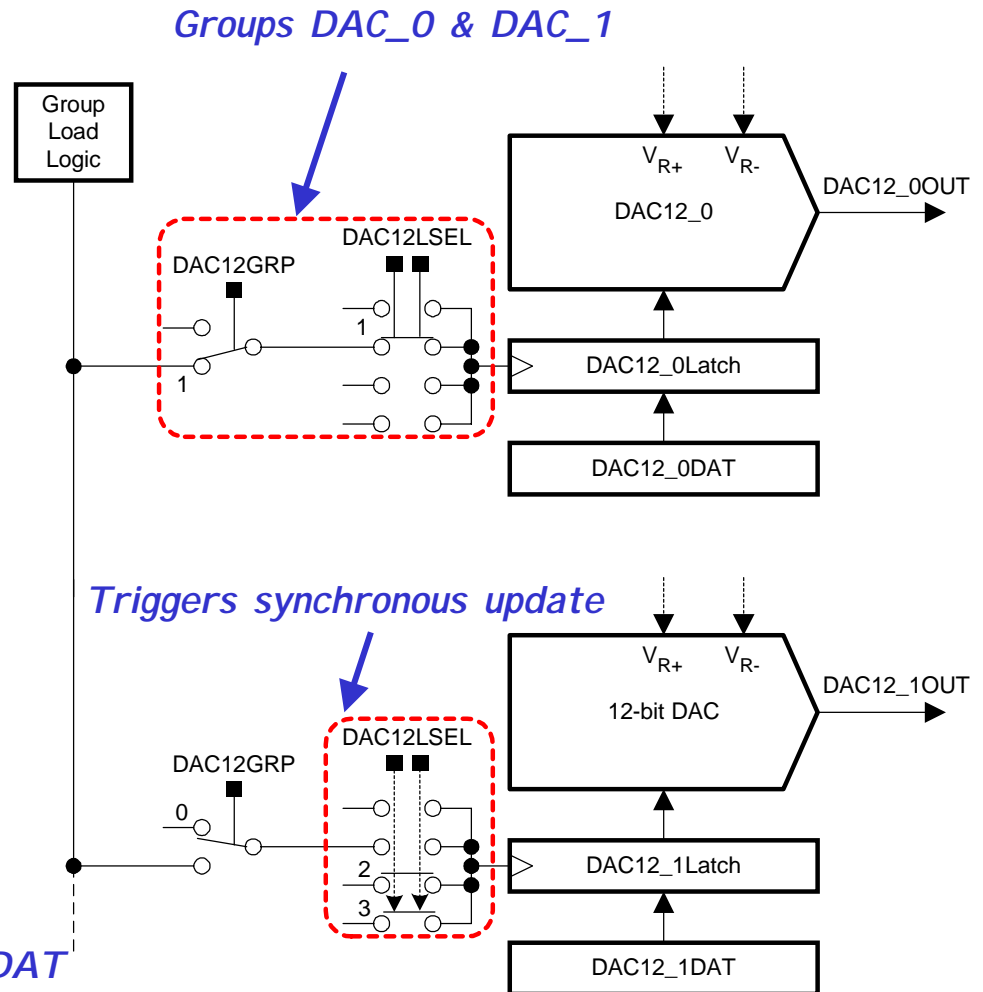 Groups DAC_0 & DAC_1
Group
Load
Logic
VR+
VR-
DAC12_0
DAC12_0OUT
DAC12LSEL
DAC12GRP
1
1
DAC12_0Latch
DAC12_0DAT
Triggers synchronous update
VR+
VR-
12-bit DAC
DAC12_1OUT
DAC12LSEL
DAC12GRP
0
2
3
DAC12_1Latch
DAC12_1DAT
DAT